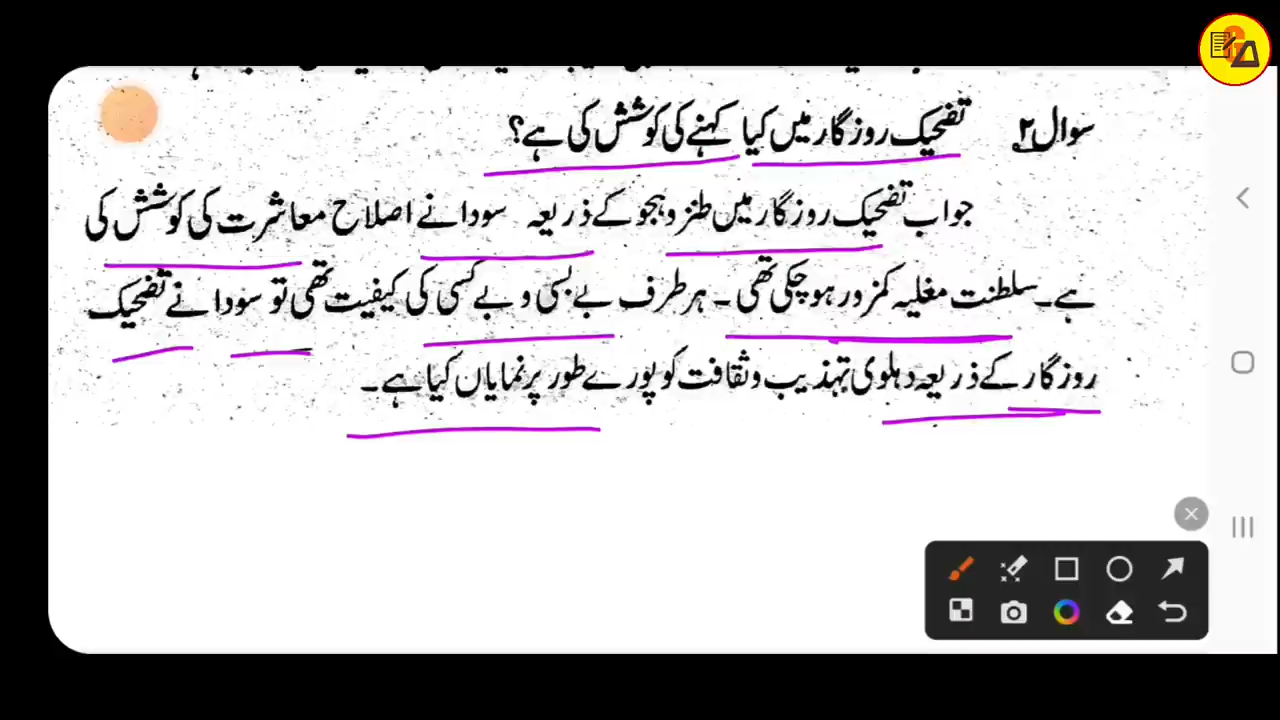 سوال ۲۔ تضحیک روزگار میں کیا کہنے کی کوشش کی ہے؟
جواب تضحیک روزگار میں طنز و ہجو کے ذریعہ سودا نے اصلاح معاشرت کی کوشش کی
ہے۔ سلطنت مغلیہ کمزور ہو چکی تھی۔ ہر طرف بے بسی و بے کسی کی کیفیت تھی تو سودا نے تضحیک
روزگار کے ذریعہ دہلوی تہذیب و ثقافت کو پورے طور پر نمایاں کیا ہے۔